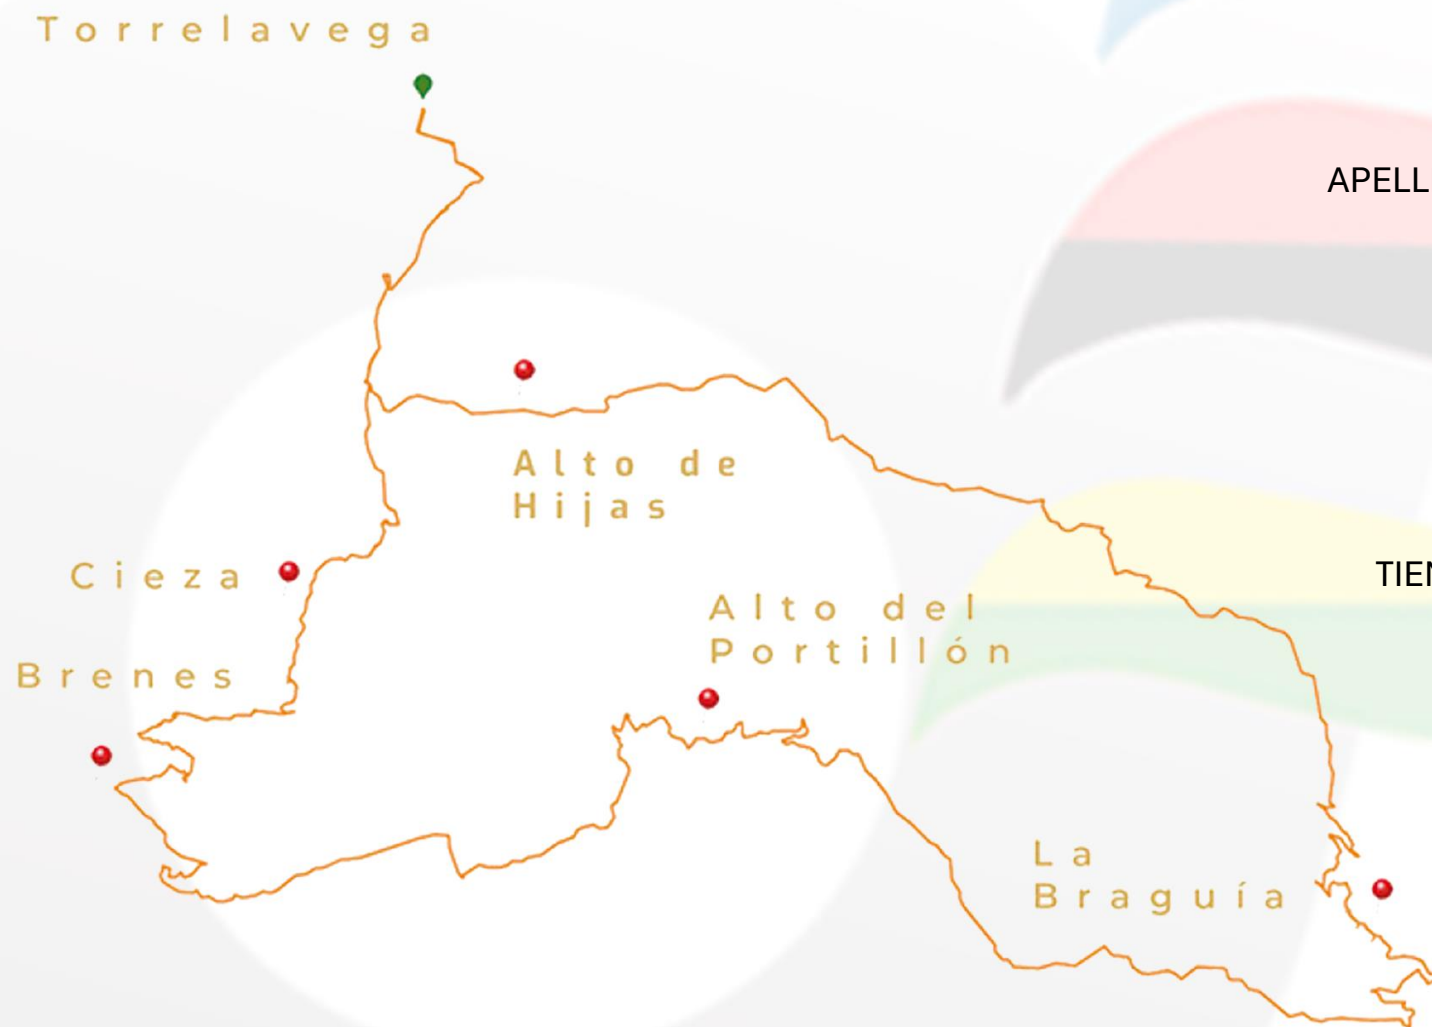 Torrelavega
APELL
Alto de
Hijas
Cieza
TIEN
Alto del
Portillón
Brenes
La
Braguía